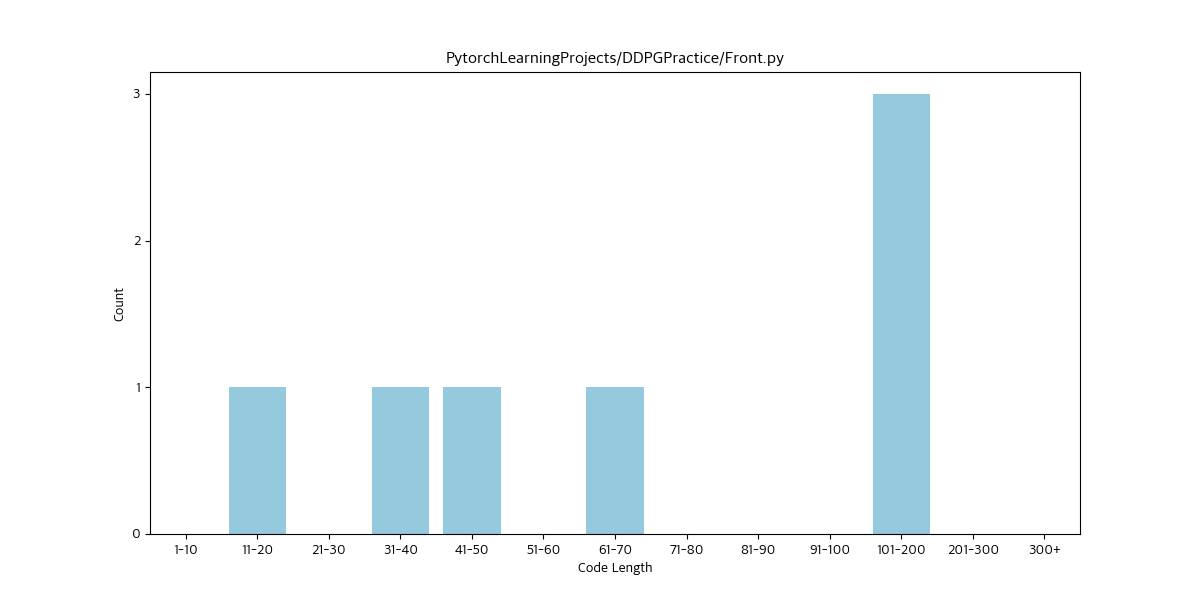 PytorchLearningProjects/DDPGPractice/Front.py
3
2
1
0
Count
1-10 11-20 21-30 31-40 41-50 51-60 61-70 71-80 81-90 91-100 101-200 201-300 300+
Code Length